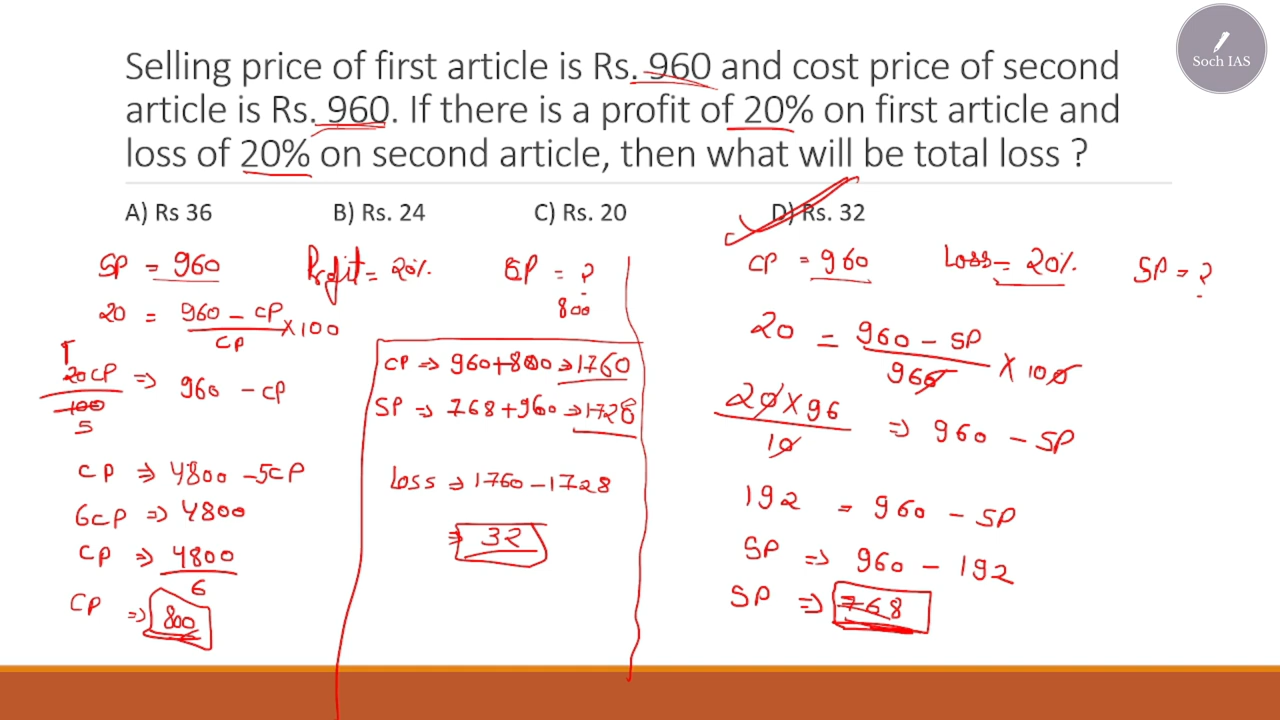 Soch IAS
Selling price of first article is Rs. 960 and cost price of second
article is Rs. 960. If there is a profit of 20% on first article and
loss of 20% on second article, then what will be total loss ?
A) Rs 36
B) Rs. 24
C) Rs. 20
D) Rs. 32
SP = 960
Profit = 20%
CP = ?
800
20 = 960 - CP / CP × 100
20CP / 100 ⇒ 960 - CP
1
5
CP ⇒ 4800 - 5CP
6CP ⇒ 4800
CP ⇒ 4800 / 6
CP ⇒ 800
CP ⇒ 960+800 ⇒ 1760
SP ⇒ 768+960 ⇒ 1728
Loss ⇒ 1760 - 1728
⇒ 32
CP = 960
Loss = 20%
SP = ?
20 = 960 - SP / 960 × 100
20 × 96 / 10 ⇒ 960 - SP
192 = 960 - SP
SP ⇒ 960 - 192
SP ⇒ 768